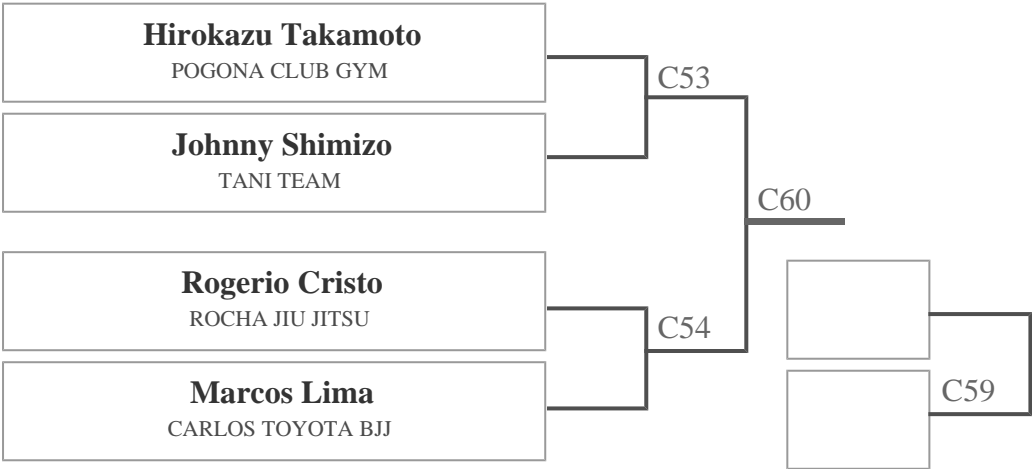 Hirokazu Takamoto
POGONA CLUB GYM
C53
Johnny Shimizo
TANI TEAM
C60
Rogerio Cristo
ROCHA JIU JITSU
C54
Marcos Lima
CARLOS TOYOTA BJJ
C59